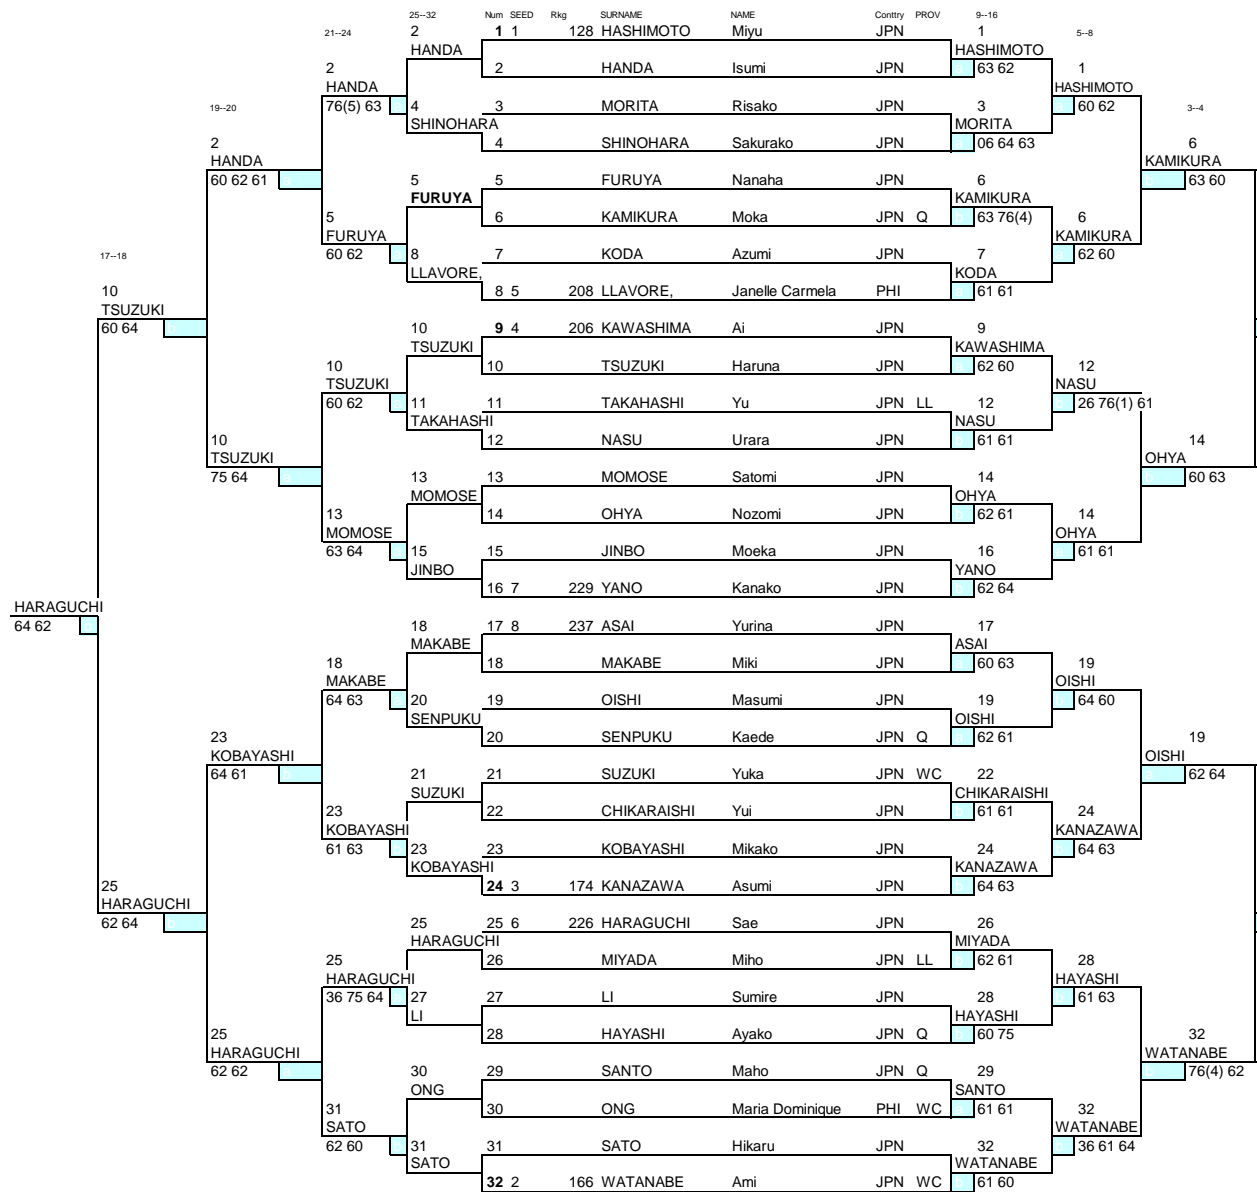 25--32 Num SEED Rkg SURNAME NAME Conttry PROV 9--16
21--24 2 1 1 128 HASHIMOTO Miyu JPN 1 5--8
HANDA HASHIMOTO
2 2 HANDA Isumi JPN 63 62 1
HANDA HASHIMOTO
19--20 76(5) 63 4 3 MORITA Risako JPN 3 60 62 3--4
SHINOHARA MORITA
2 4 SHINOHARA Sakurako JPN 06 64 63 6
HANDA KAMIKURA
60 62 61 5 5 FURUYA Nanaha JPN 6 63 60
FURUYA KAMIKURA
5 6 KAMIKURA Moka JPN Q 63 76(4) 6
FURUYA KAMIKURA
17--18 60 62 8 7 KODA Azumi JPN 7 62 60
LLAVORE, KODA
10 8 5 208 LLAVORE, Janelle Carmela PHI 61 61
TSUZUKI
60 64 10 9 4 206 KAWASHIMA Ai JPN 9
TSUZUKI KAWASHIMA
10 10 TSUZUKI Haruna JPN 62 60 12
TSUZUKI NASU
60 62 11 11 TAKAHASHI Yu JPN LL 12 26 76(1) 61
TAKAHASHI NASU
10 12 NASU Urara JPN 61 61 14
TSUZUKI OHYA
75 64 13 13 MOMOSE Satomi JPN 14 60 63
MOMOSE OHYA
13 14 OHYA Nozomi JPN 62 61 14
MOMOSE OHYA
63 64 15 15 JINBO Moeka JPN 16 61 61
JINBO YANO
16 7 229 YANO Kanako JPN 62 64
HARAGUCHI
64 62 18 17 8 237 ASAI Yurina JPN 17
MAKABE ASAI
18 18 MAKABE Miki JPN 60 63 19
MAKABE OISHI
64 63 20 19 OISHI Masumi JPN 19 64 60
SENPUKU OISHI
23 20 SENPUKU Kaede JPN Q 62 61 19
KOBAYASHI OISHI
64 61 21 21 SUZUKI Yuka JPN WC 22 62 64
SUZUKI CHIKARAISHI
23 22 CHIKARAISHI Yui JPN 61 61 24
KOBAYASHI KANAZAWA
61 63 23 23 KOBAYASHI Mikako JPN 24 64 63
KOBAYASHI KANAZAWA
25 24 3 174 KANAZAWA Asumi JPN 64 63
HARAGUCHI
62 64 25 25 6 226 HARAGUCHI Sae JPN 26
HARAGUCHI MIYADA
25 26 MIYADA Miho JPN LL 62 61 28
HARAGUCHI HAYASHI
36 75 64 27 27 LI Sumire JPN 28 61 63
LI HAYASHI
25 28 HAYASHI Ayako JPN Q 60 75 32
HARAGUCHI WATANABE
62 62 30 29 SANTO Maho JPN Q 29 76(4) 62
ONG SANTO
31 30 ONG Maria Dominique PHI WC 61 61 32
SATO WATANABE
62 60 31 31 SATO Hikaru JPN 32 36 61 64
SATO WATANABE
32 2 166 WATANABE Ami JPN WC 61 60